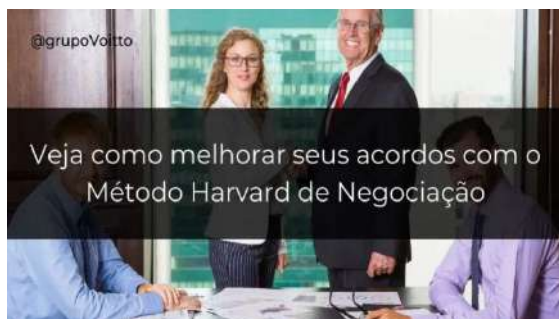 @grupoVoitto
Veja como melhorar seus acordos com o
Método Harvard de Negociação